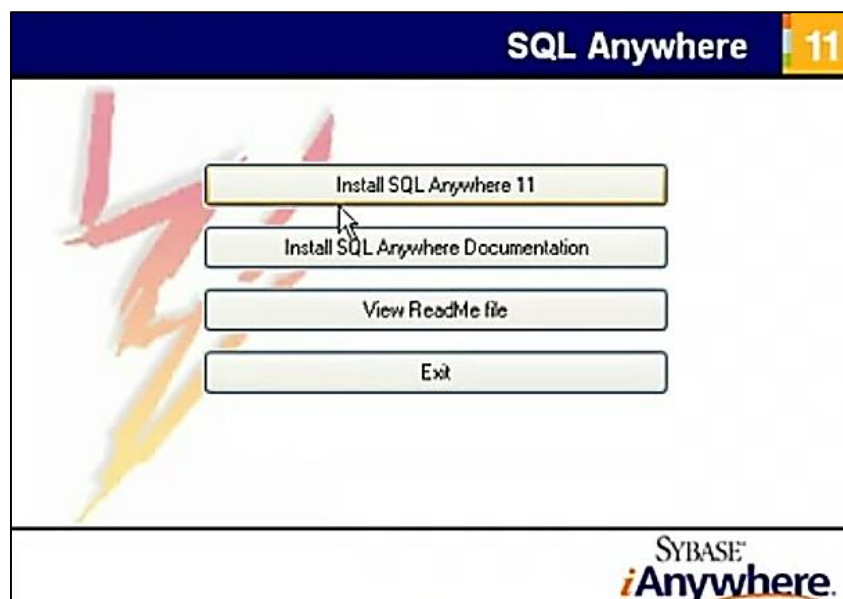 SQL Anywhere 11
Install SQL Anywhere 11
Install SQL Anywhere Documentation
View ReadMe file
Exit
SYBASE
iAnywhere.